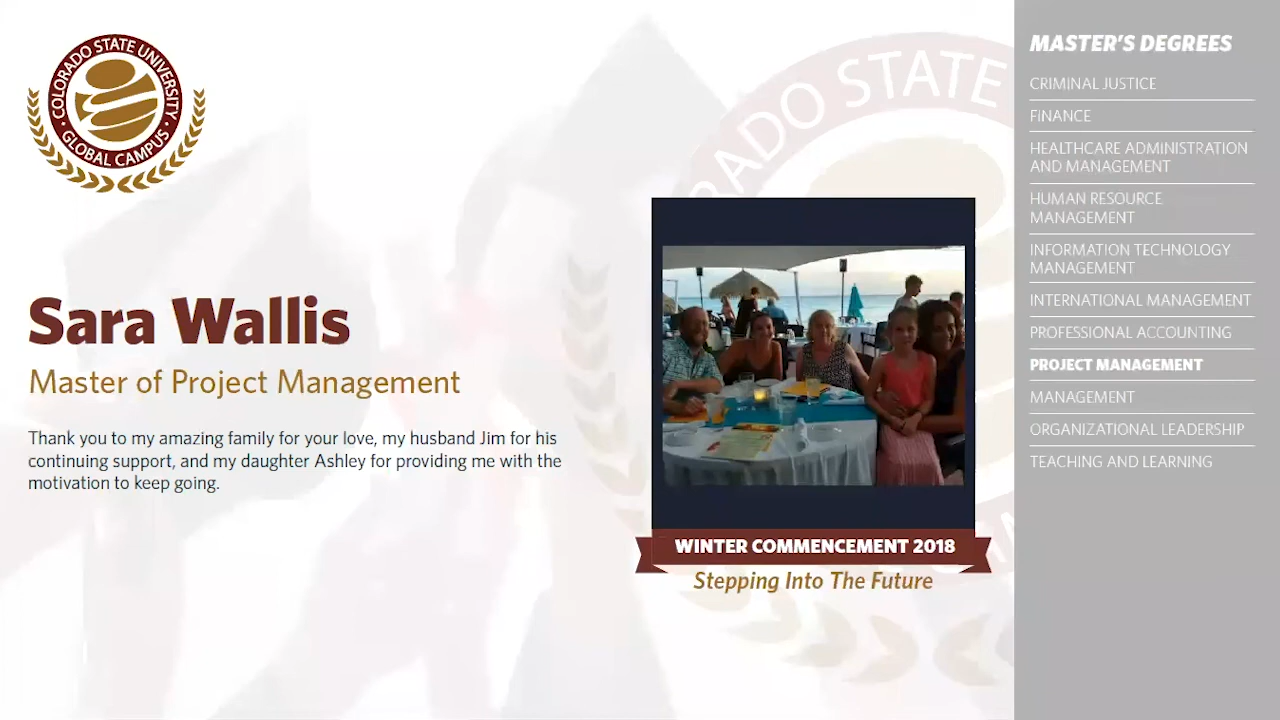 COLORADO STATE UNIVERSITY
GLOBAL CAMPUS
Sara Wallis
Master of Project Management
Thank you to my amazing family for your love, my husband Jim for his
continuing support, and my daughter Ashley for providing me with the
motivation to keep going.
ADO STATE
WINTER COMMENCEMENT 2018
Stepping Into The Future
MASTER'S DEGREES
CRIMINAL JUSTICE
FINANCE
HEALTHCARE ADMINISTRATION
AND MANAGEMENT
HUMAN RESOURCE
MANAGEMENT
INFORMATION TECHNOLOGY
MANAGEMENT
INTERNATIONAL MANAGEMENT
PROFESSIONAL ACCOUNTING
PROJECT MANAGEMENT
MANAGEMENT
ORGANIZATIONAL LEADERSHIP
TEACHING AND LEARNING